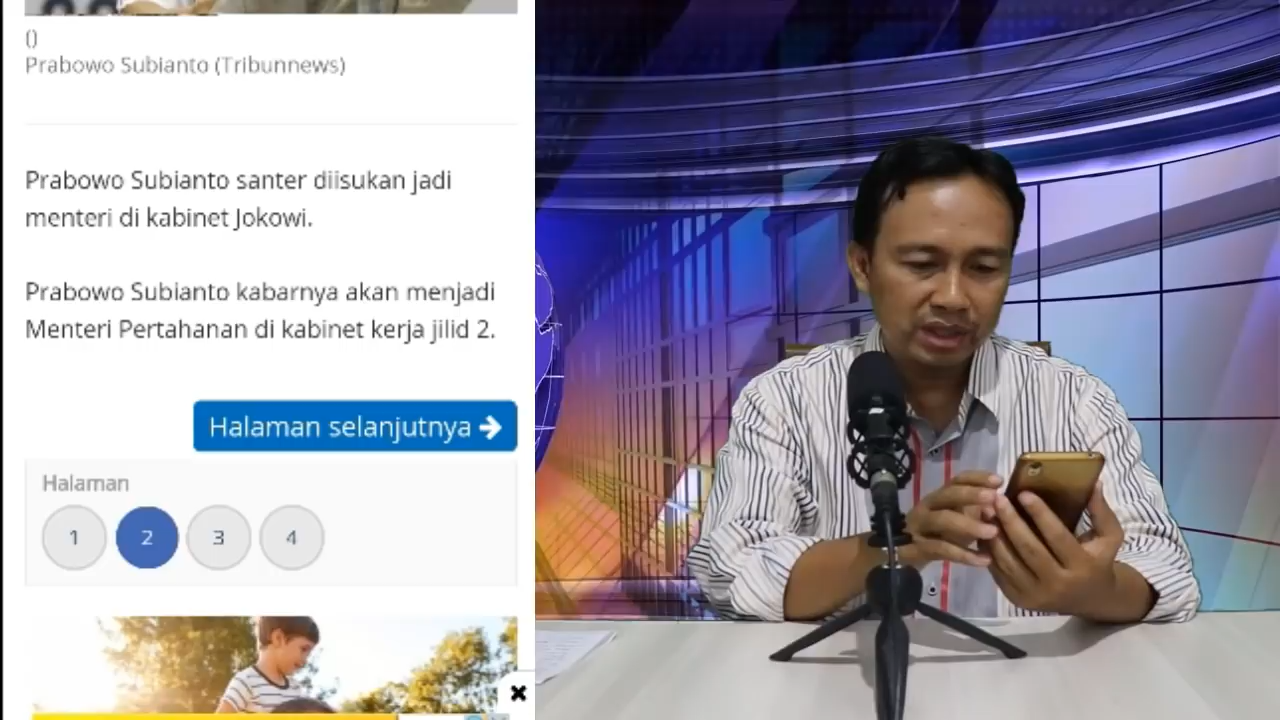 ()
Prabowo Subianto (Tribunnews)
Prabowo Subianto santer diisukan jadi
menteri di kabinet Jokowi.
Prabowo Subianto kabarnya akan menjadi
Menteri Pertahanan di kabinet kerja jilid 2.
Halaman selanjutnya
Halaman
1 2 3 4